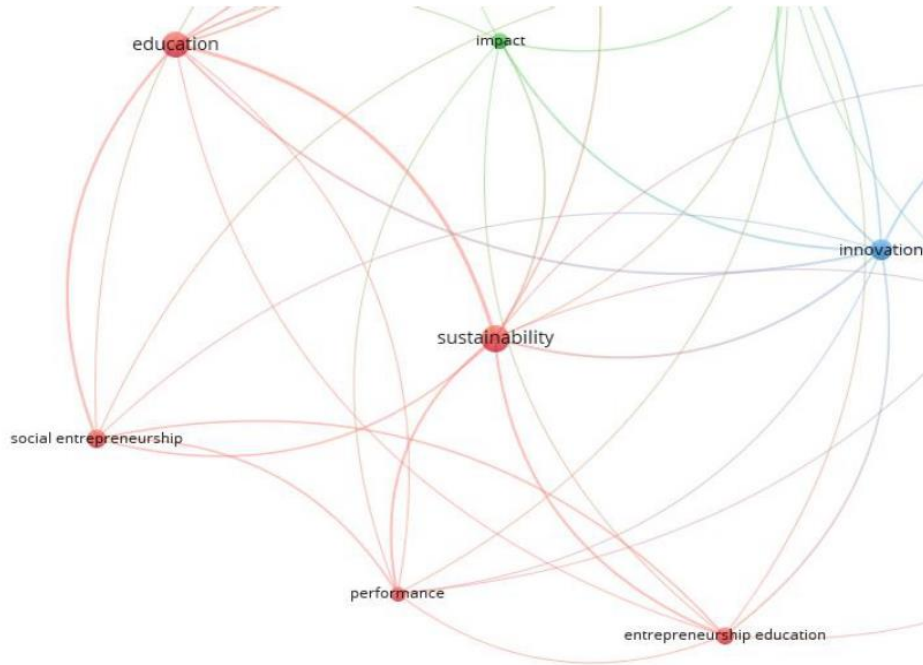 education
impact
innovation
sustainability
social entrepreneurship
performance
entrepreneurship education